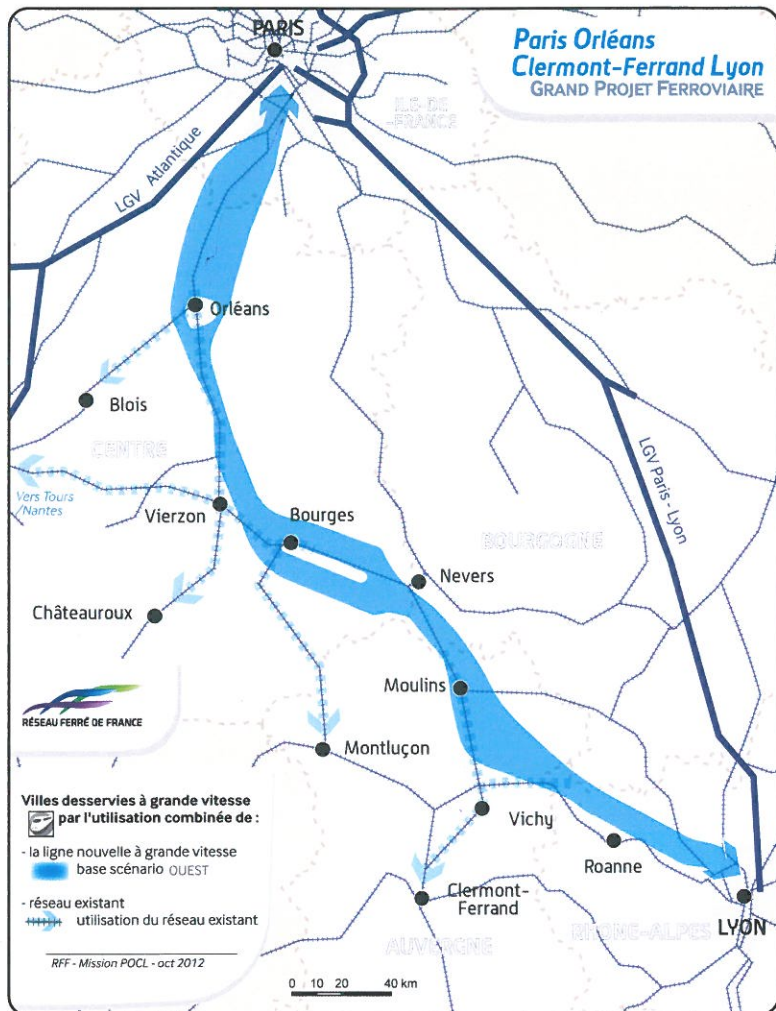 Paris Orléans
Clermont-Ferrand Lyon
GRAND PROJET FERROVIAIRE
PARIS
ILE-DE
-FRANCE
LGV Atlantique
Orléans
Blois
CENTRE
LGV Paris - Lyon
Vers Tours
/Nantes
Vierzon
Bourges
BOURGOGNE
Nevers
Châteauroux
Moulins
RÉSEAU FERRÉ DE FRANCE
Montluçon
Villes desservies à grande vitesse
par l'utilisation combinée de :
Vichy
- la ligne nouvelle à grande vitesse
base scénario OUEST
Roanne
- réseau existant
utilisation du réseau existant
Clermont-
Ferrand
LYON
RHONE-ALPES
AUVERGNE
RFF - Mission POCL - oct 2012
0 10 20 40 km